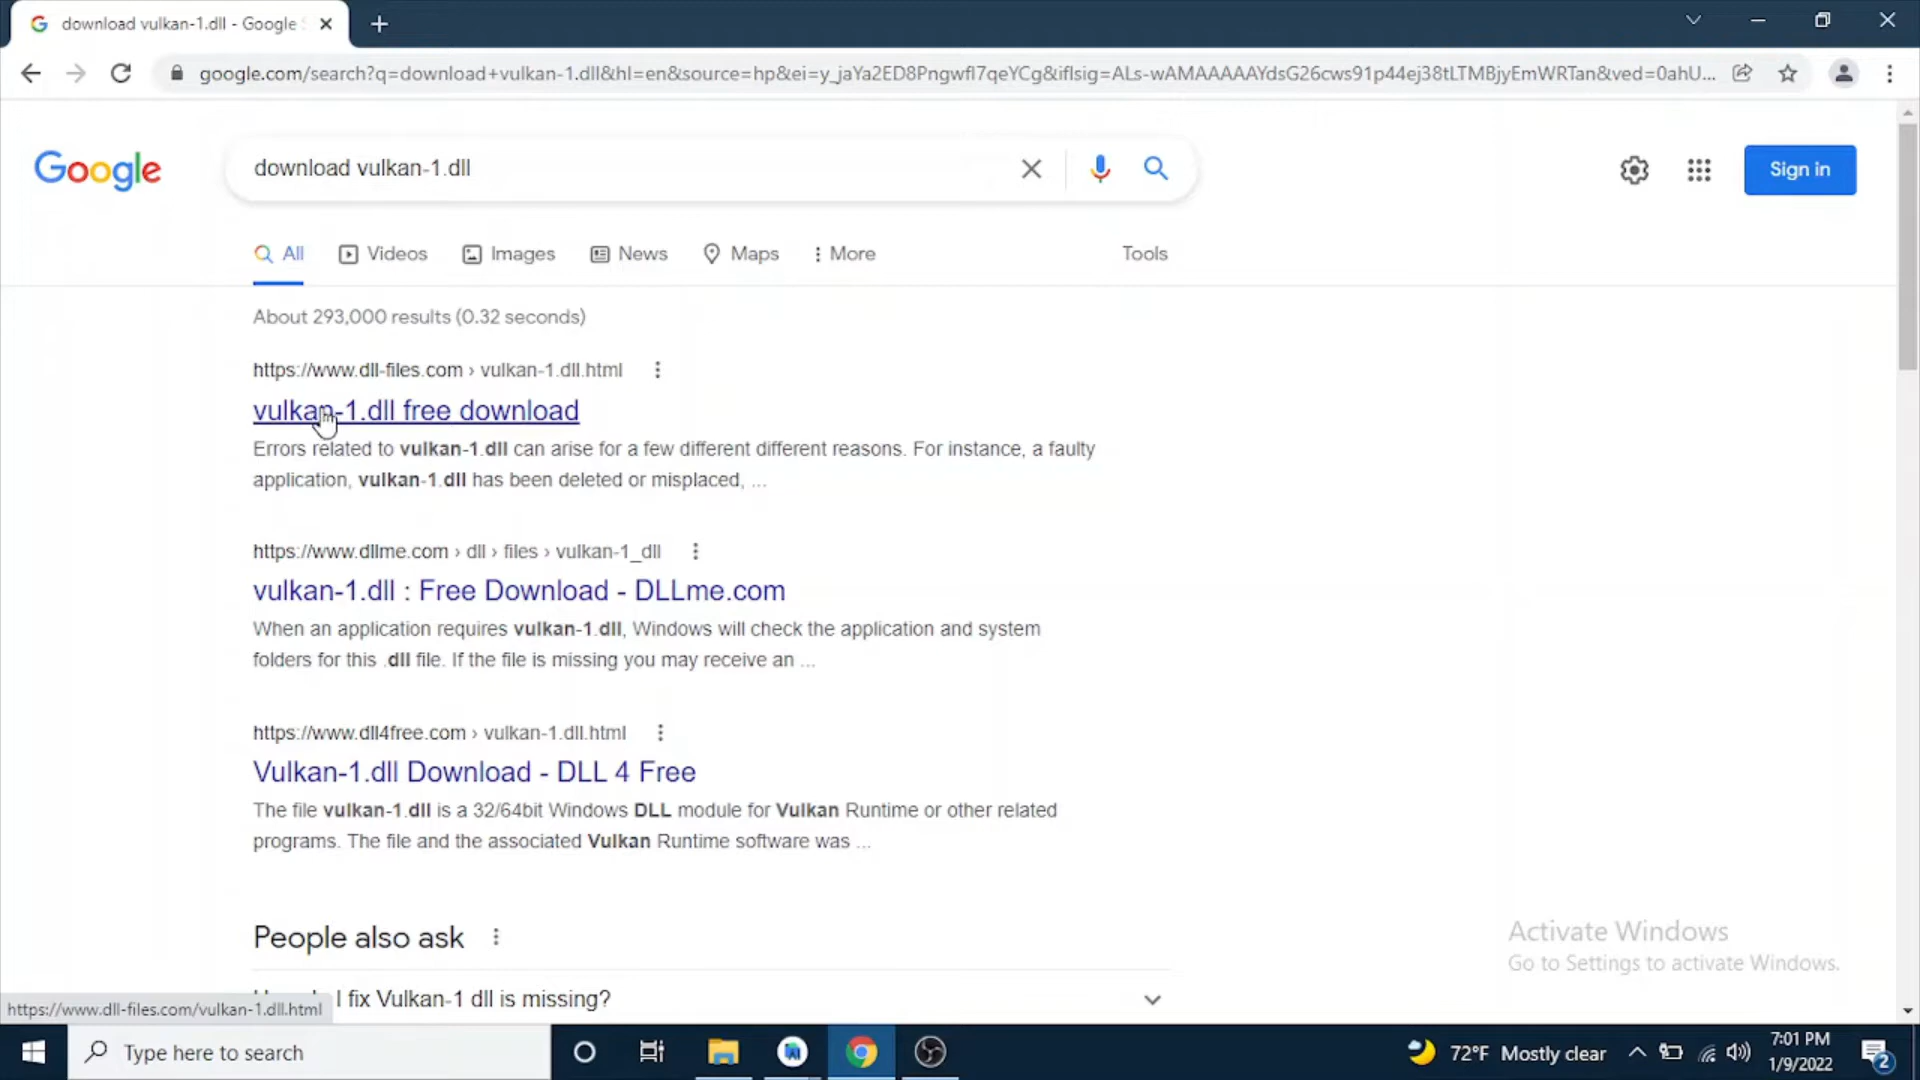 download vulkan-1.dll - Google
google.com/search?q=download+vulkan-1.dll&hl=en&source=hp&ei=y_jaYa2ED8Pngwfl7qeYCg&iflsig=ALs-wAMAAAAAYdsG26cws91p44ej38tLTMBjyEmWRTan&ved=0ahU...
Google
download vulkan-1.dll
Sign in
All Videos Images News Maps More Tools
About 293,000 results (0.32 seconds)
https://www.dll-files.com › vulkan-1.dll.html
vulkan-1.dll free download
Errors related to vulkan-1.dll can arise for a few different different reasons. For instance, a faulty
application, vulkan-1.dll has been deleted or misplaced, ...
https://www.dllme.com › dll › files › vulkan-1_dll
vulkan-1.dll : Free Download - DLLme.com
When an application requires vulkan-1.dll, Windows will check the application and system
folders for this .dll file. If the file is missing you may receive an ...
https://www.dll4free.com › vulkan-1.dll.html
Vulkan-1.dll Download - DLL 4 Free
The file vulkan-1.dll is a 32/64bit Windows DLL module for Vulkan Runtime or other related
programs. The file and the associated Vulkan Runtime software was ...
People also ask
I fix Vulkan-1 dll is missing?
Activate Windows
Go to Settings to activate Windows.
https://www.dll-files.com/vulkan-1.dll.html
Type here to search
72°F Mostly clear
7:01 PM
1/9/2022
2